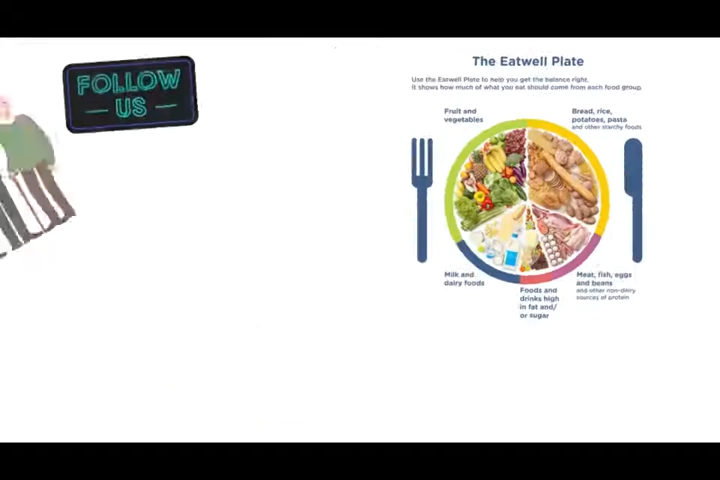 FOLLOW
US
The Eatwell Plate
Use the Eatwell Plate to help you get the balance right.
It shows how much of what you eat should come from each food group.
Fruit and
vegetables
Bread, rice,
potatoes, pasta
and other starchy foods
Milk and
dairy foods
Foods and
drinks high
in fat and/
or sugar
Meat, fish, eggs
and beans
and other non-dairy
sources of protein